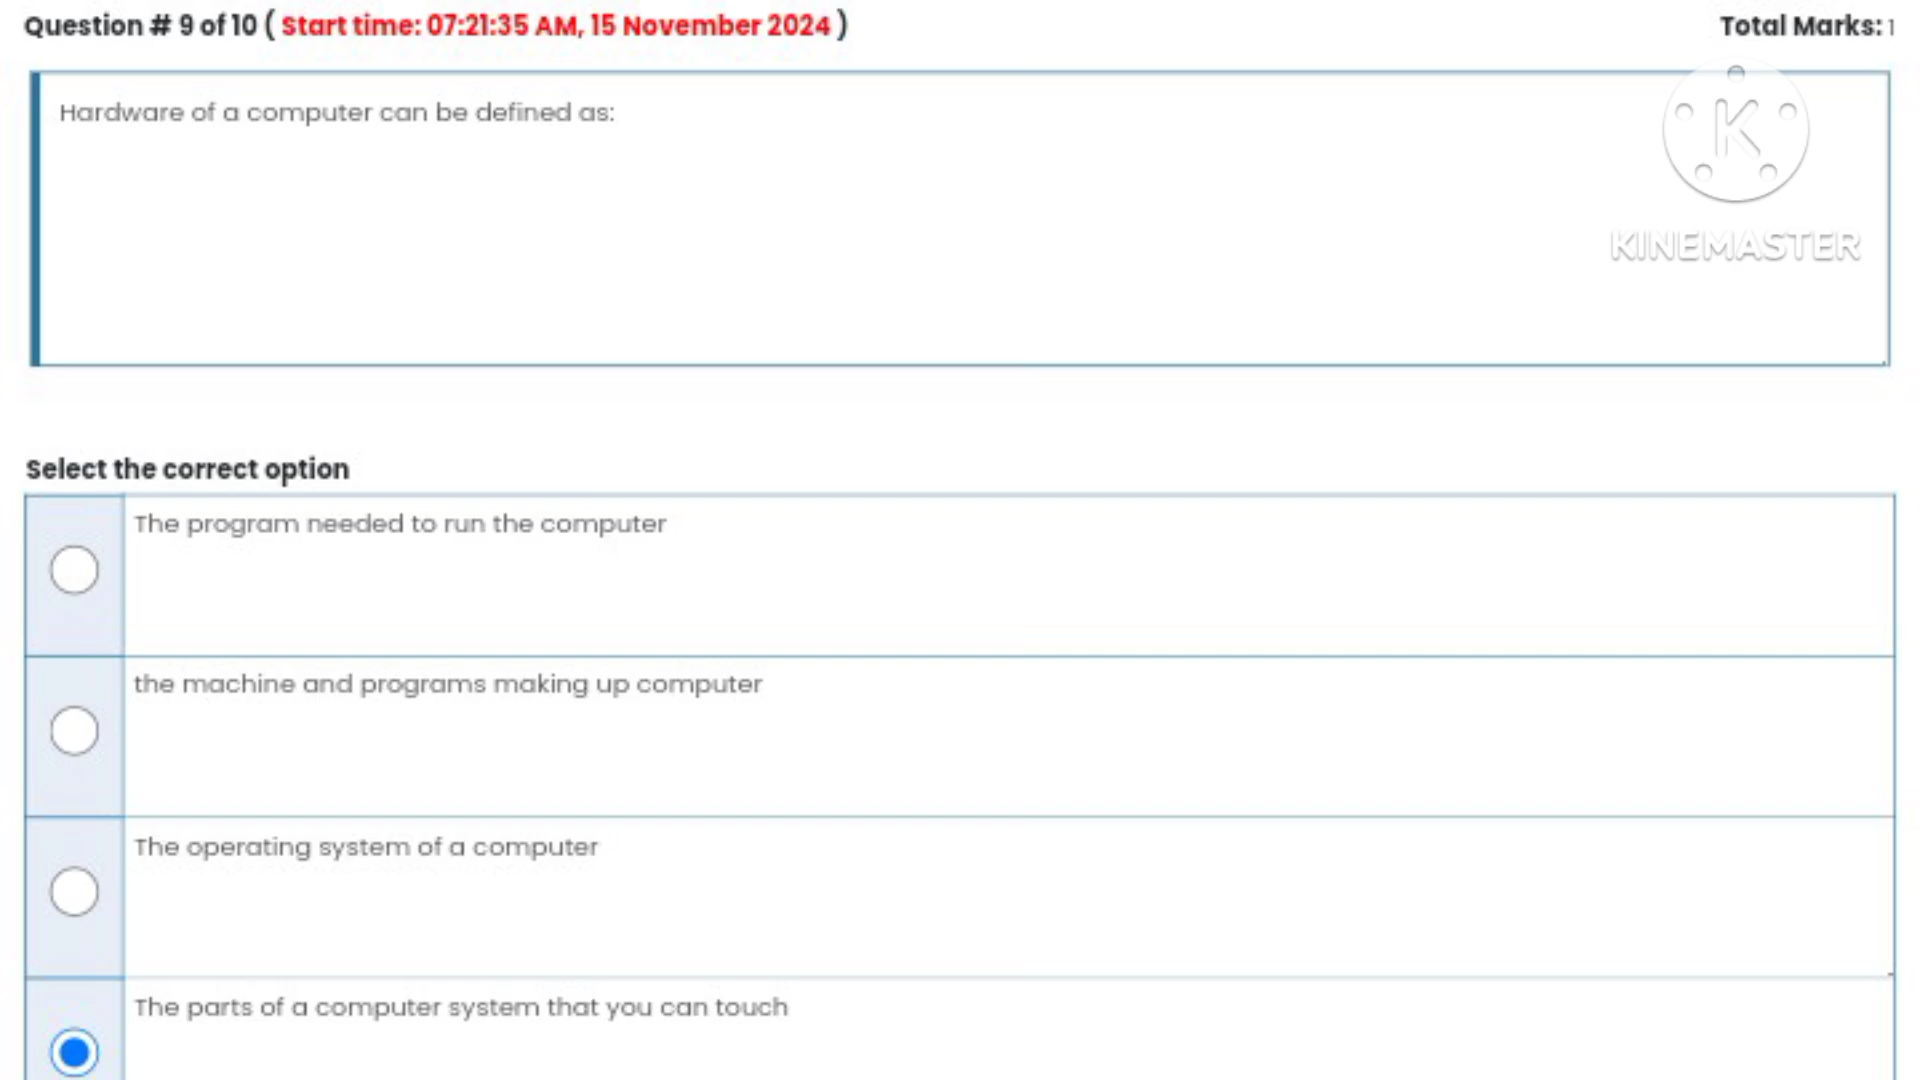 Question # 9 of 10 ( Start time: 07:21:35 AM, 15 November 2024 )
Total Marks: 1
Hardware of a computer can be defined as:
K
KINEMASTER
Select the correct option
The program needed to run the computer
the machine and programs making up computer
The operating system of a computer
The parts of a computer system that you can touch